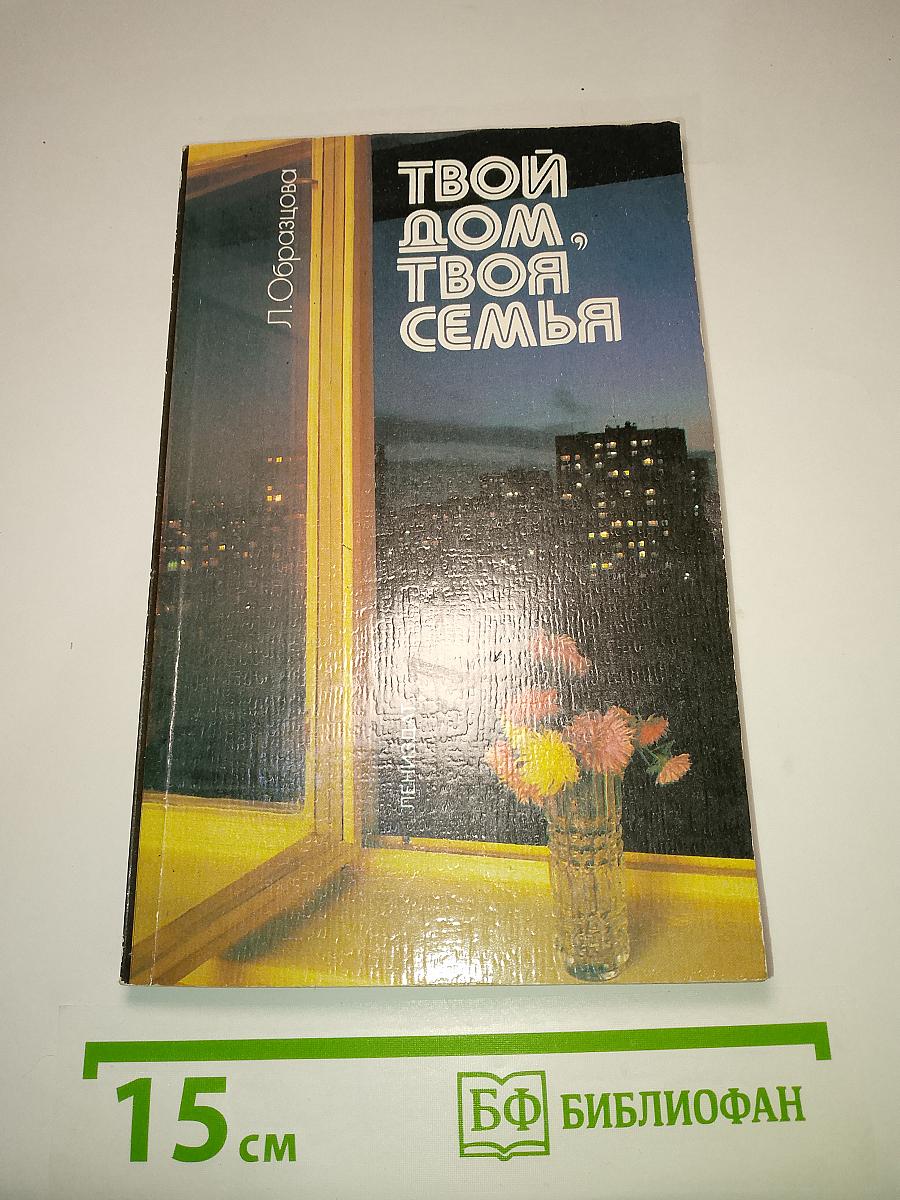 Л. Образцова
ТВОЙ
ДОМ,
ТВОЯ
СЕМЬЯ
15 см
БФ
БИБЛИОФАН